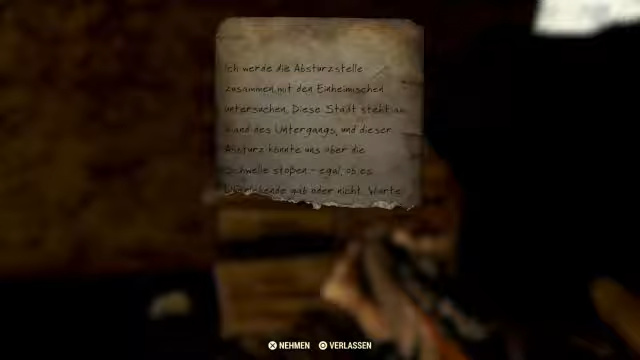 Ich werde die Absturzstelle
zusammen mit den Einheimischen
untersuchen. Diese Stadt steht am
Rand des Untergangs, und dieser
Absturz könnte uns über die
Schwelle stoßen - egal, ob es
Überlebende gab oder nicht. Warte
NEHMEN VERLASSEN